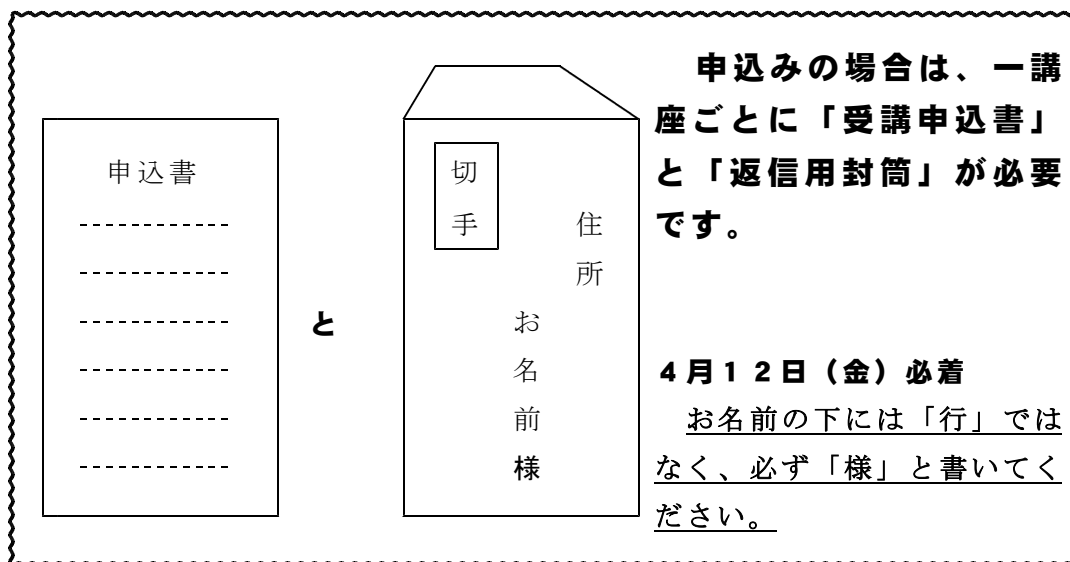 申込書
と
切手
住所
お名前様
申込みの場合は、一講
座ごとに「受講申込書」
と「返信用封筒」が必要
です。
4月12日（金）必着
お名前の下には「行」では
なく、必ず「様」と書いてく
ださい。